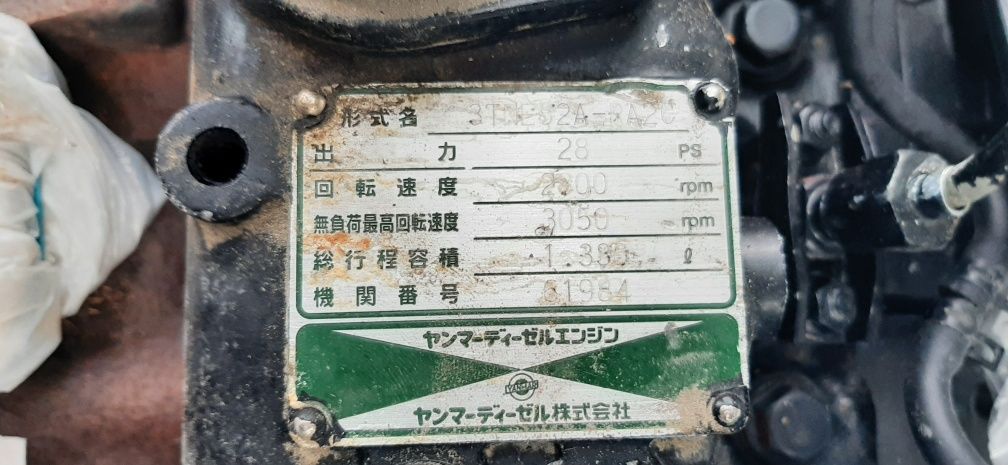 形式名
出力 28 PS
回転速度 rpm
無負荷最高回転速度 3050 rpm
総行程容積 ℓ
機関番号
ヤンマーディーゼルエンジン
YANMAR
ヤンマーディーゼル株式会社